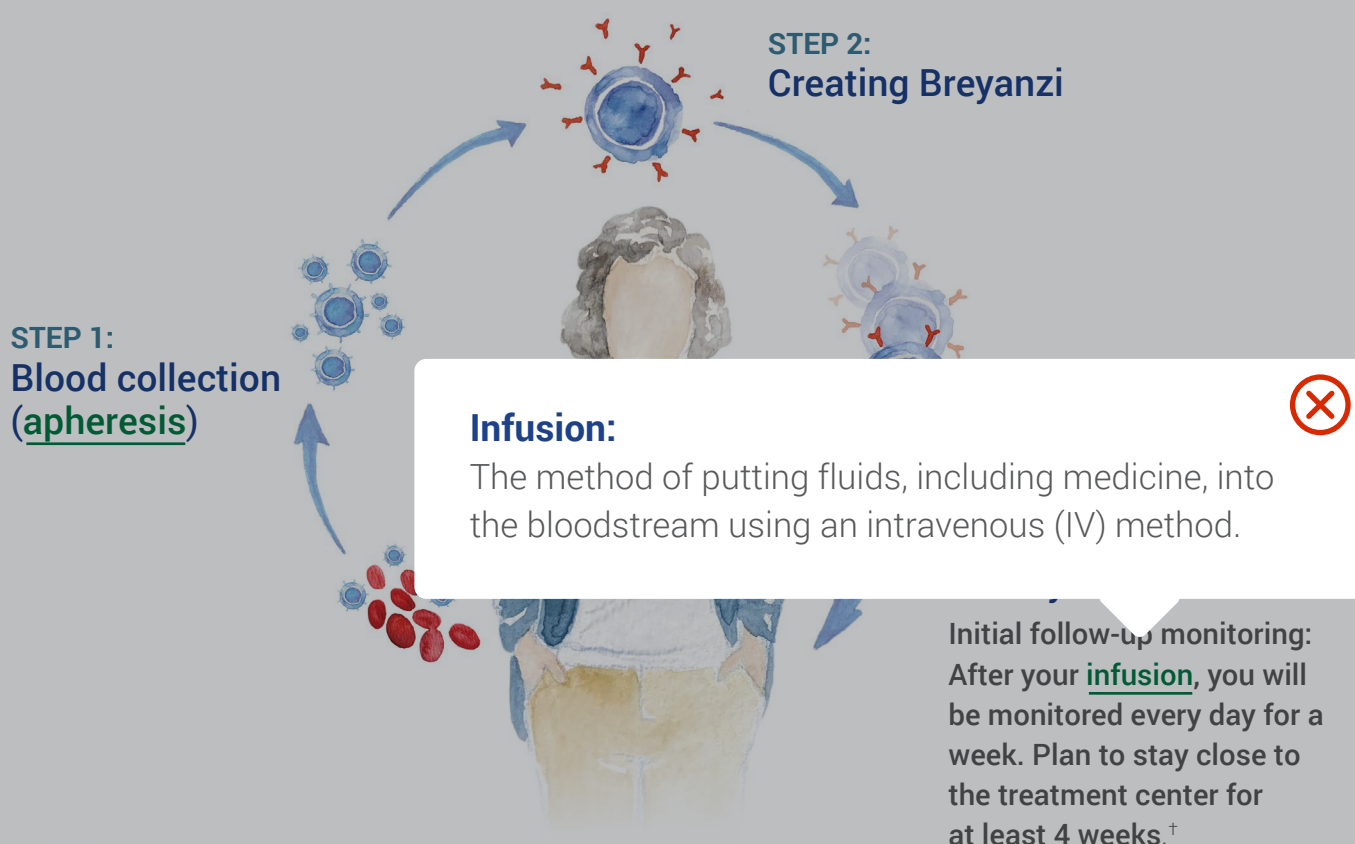 STEP 2:
Creating Breyanzi
STEP 1:
Blood collection
(apheresis)
Infusion:
The method of putting fluids, including medicine, into
the bloodstream using an intravenous (IV) method.
Initial follow-up monitoring:
After your infusion, you will
be monitored every day for a
week. Plan to stay close to
the treatment center for
at least 4 weeks.†